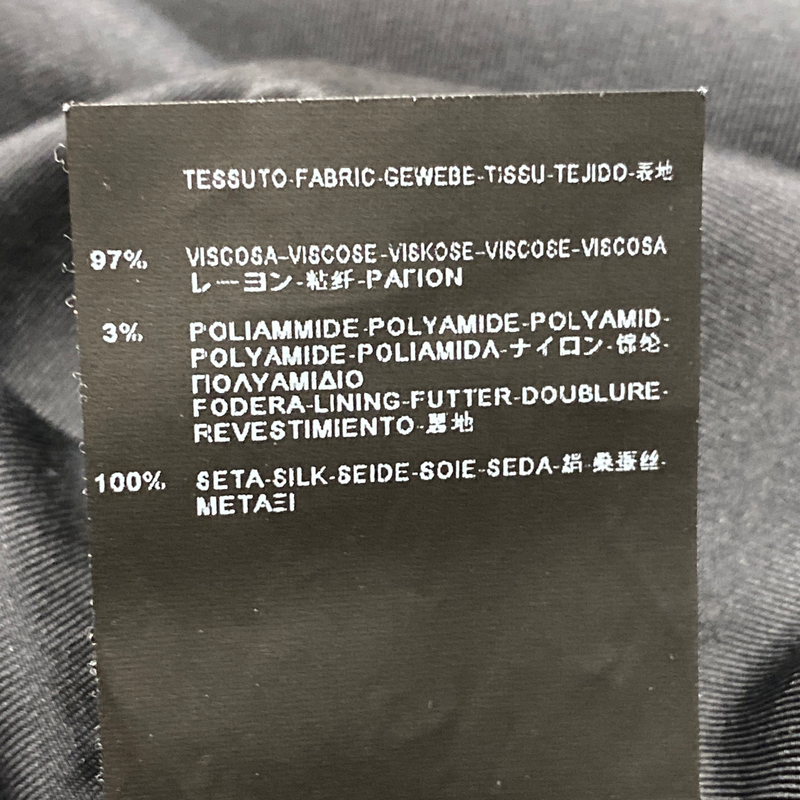 TESSUTO-FABRIC-GEWEBE-TISSU-TEJIDO-表地
97% VISCOSA-VISCOSE-VISKOSE-VISCOSE-VISCOSA
レーヨン-粘纤-ΡΑΓΙΟΝ
3% POLIAMMIDE-POLYAMIDE-POLYAMID-
POLYAMIDE-POLIAMIDA-ナイロン-锦纶-
ΠΟΛΥΑΜΙΔΙΟ
FODERA-LINING-FUTTER-DOUBLURE-
REVESTIMIENTO-裏地
100% SETA-SILK-SEIDE-SOIE-SEDA-絹-桑蚕丝-
ΜΕΤΑΞΙ